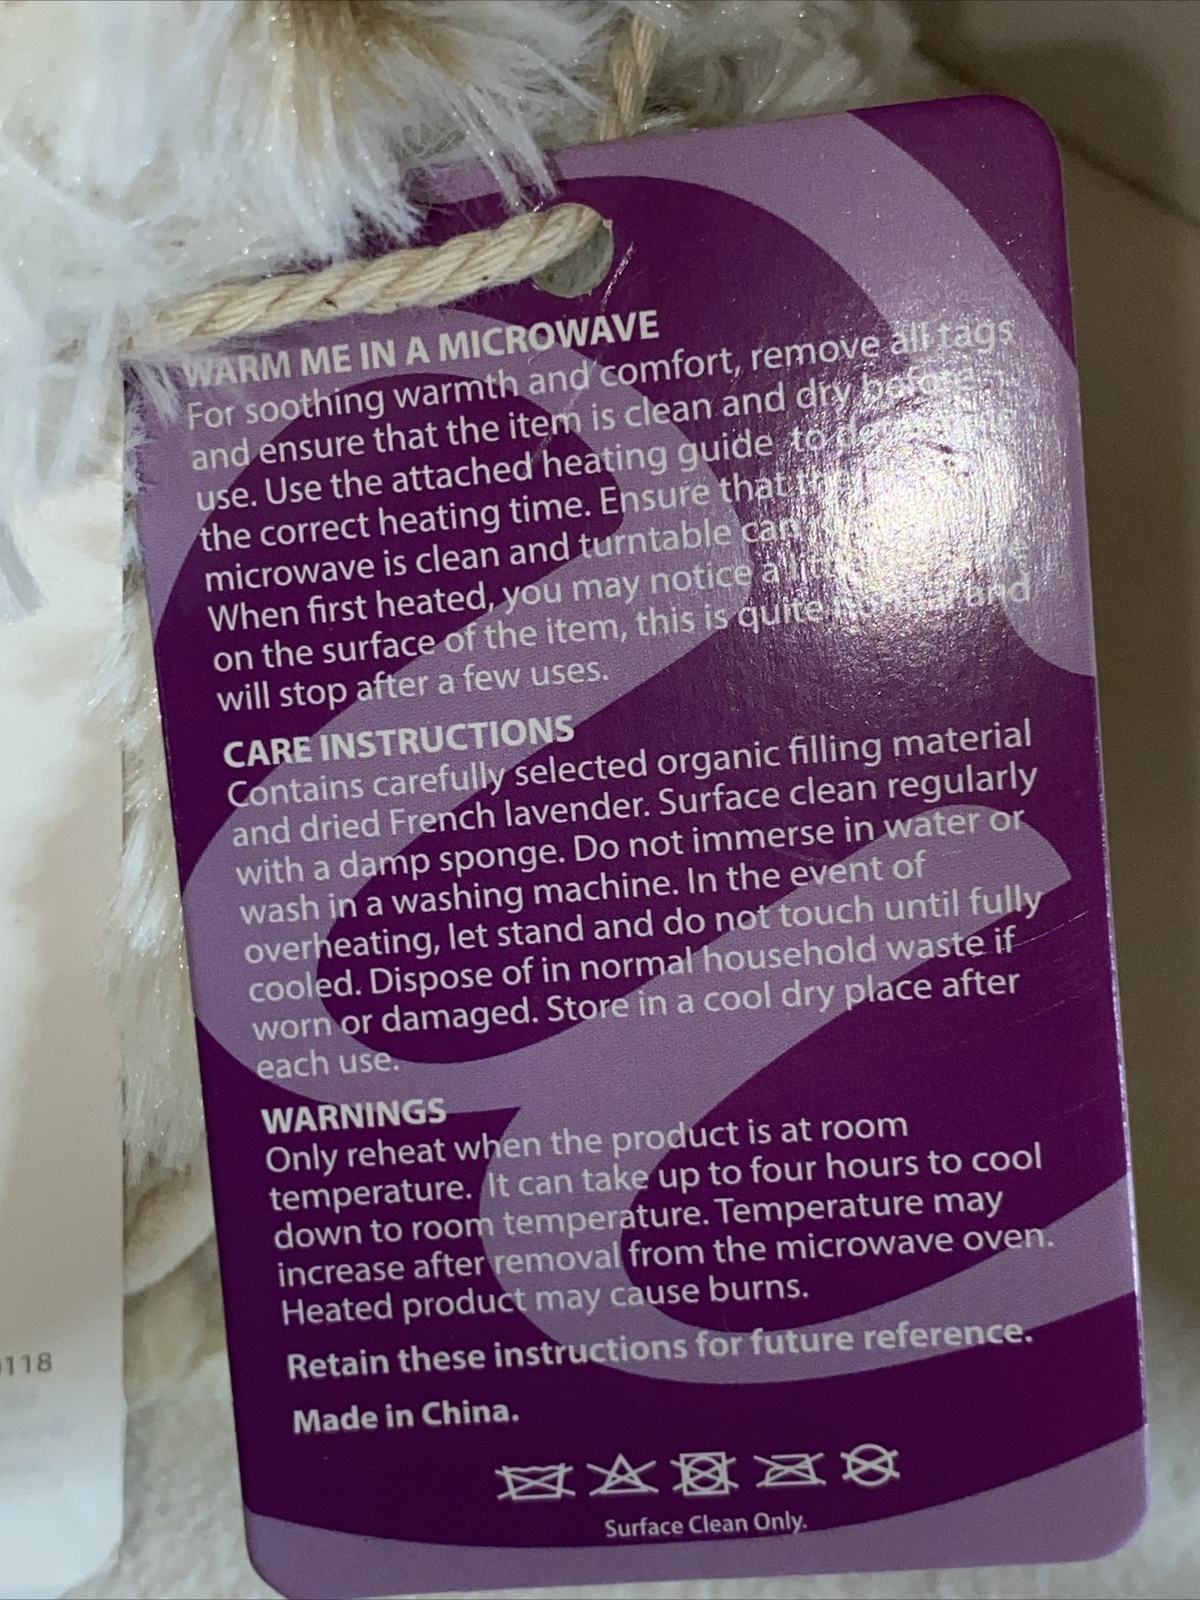 WARM ME IN A MICROWAVE
For soothing warmth and comfort, remove all tags
and ensure that the item is clean and dry before
use. Use the attached heating guide to
the correct heating time. Ensure that
microwave is clean and turntable can
When first heated, you may notice a
on the surface of the item, this is quite and
will stop after a few uses.
CARE INSTRUCTIONS
Contains carefully selected organic filling material
and dried French lavender. Surface clean regularly
with a damp sponge. Do not immerse in water or
wash in a washing machine. In the event of
overheating, let stand and do not touch until fully
cooled. Dispose of in normal household waste if
worn or damaged. Store in a cool dry place after
each use.
WARNINGS
Only reheat when the product is at room
temperature. It can take up to four hours to cool
down to room temperature. Temperature may
increase after removal from the microwave oven.
Heated product may cause burns.
Retain these instructions for future reference.
Made in China.
Surface Clean Only.
118